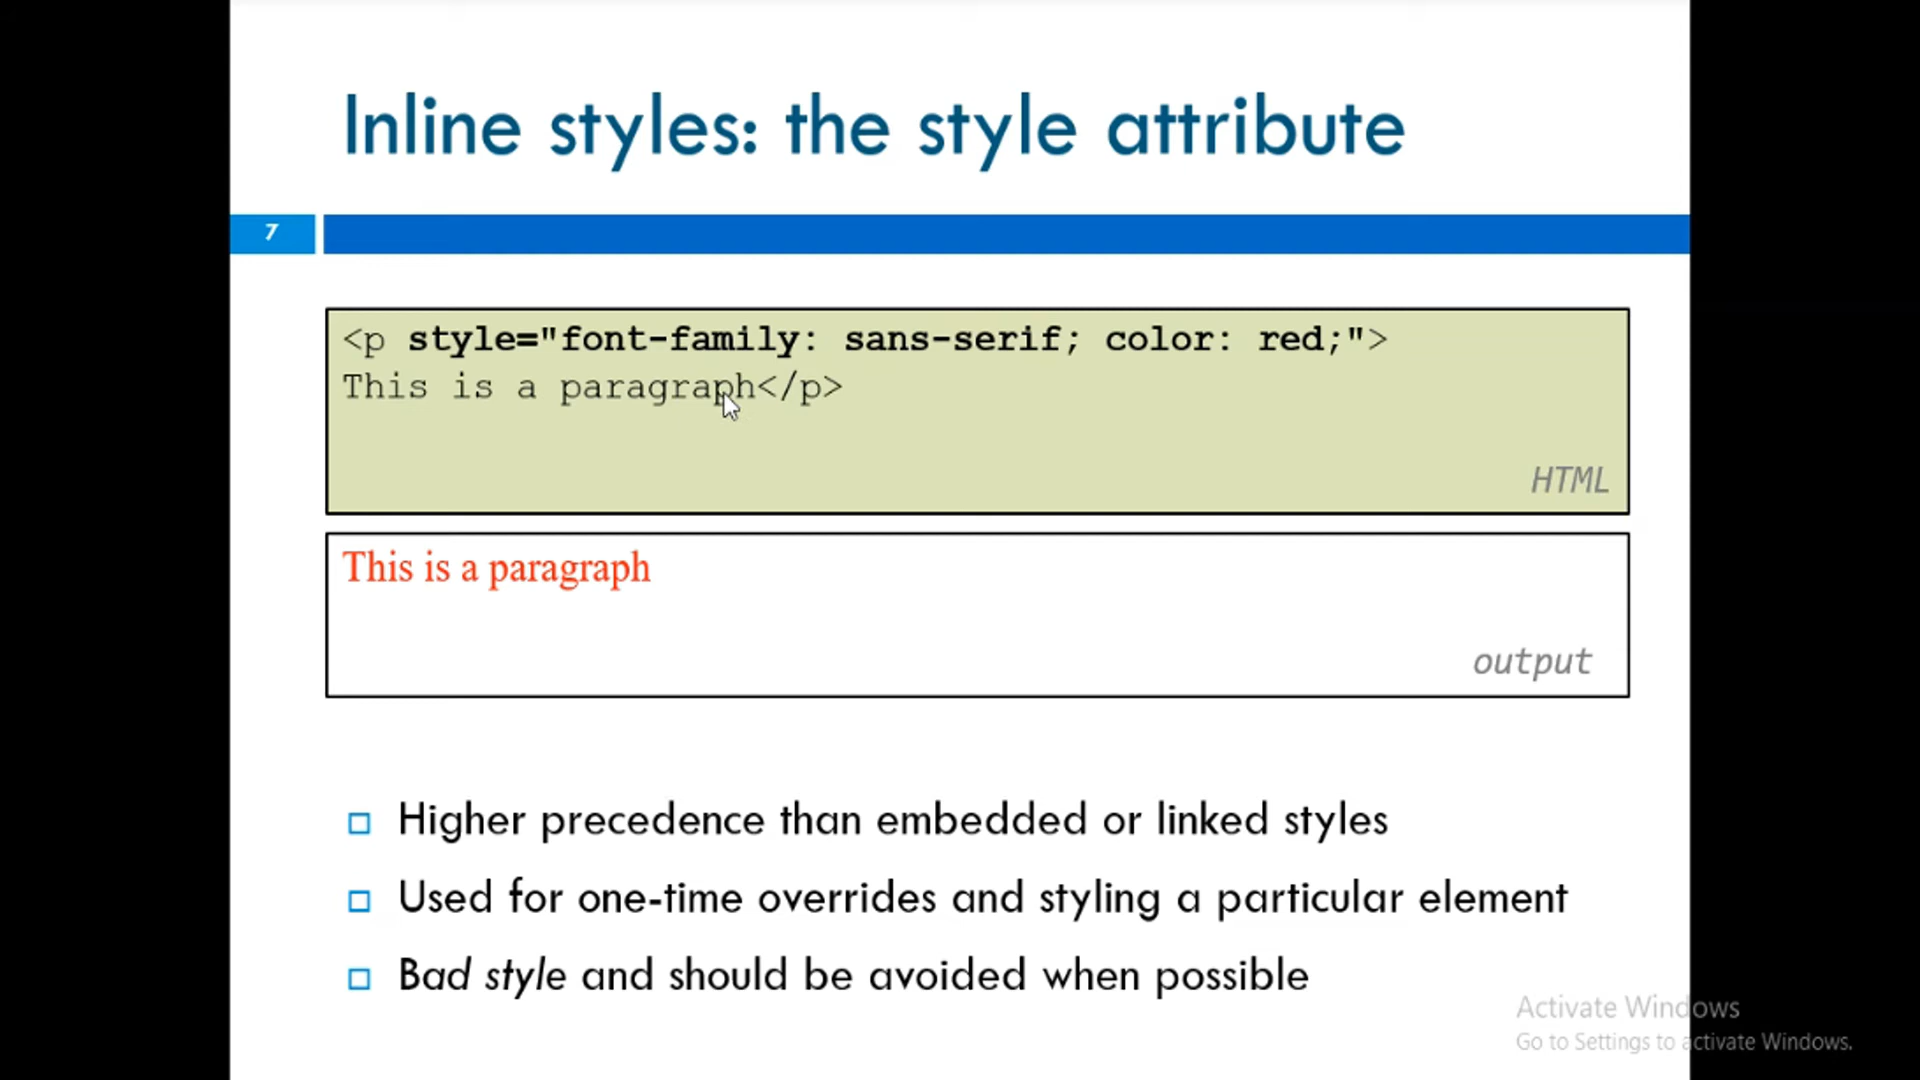 Inline styles: the style attribute
7
<p style="font-family: sans-serif; color: red;">
This is a paragraph</p>
HTML
This is a paragraph
output
Higher precedence than embedded or linked styles
Used for one-time overrides and styling a particular element
Bad style and should be avoided when possible
Activate Windows
Go to Settings to activate Windows.